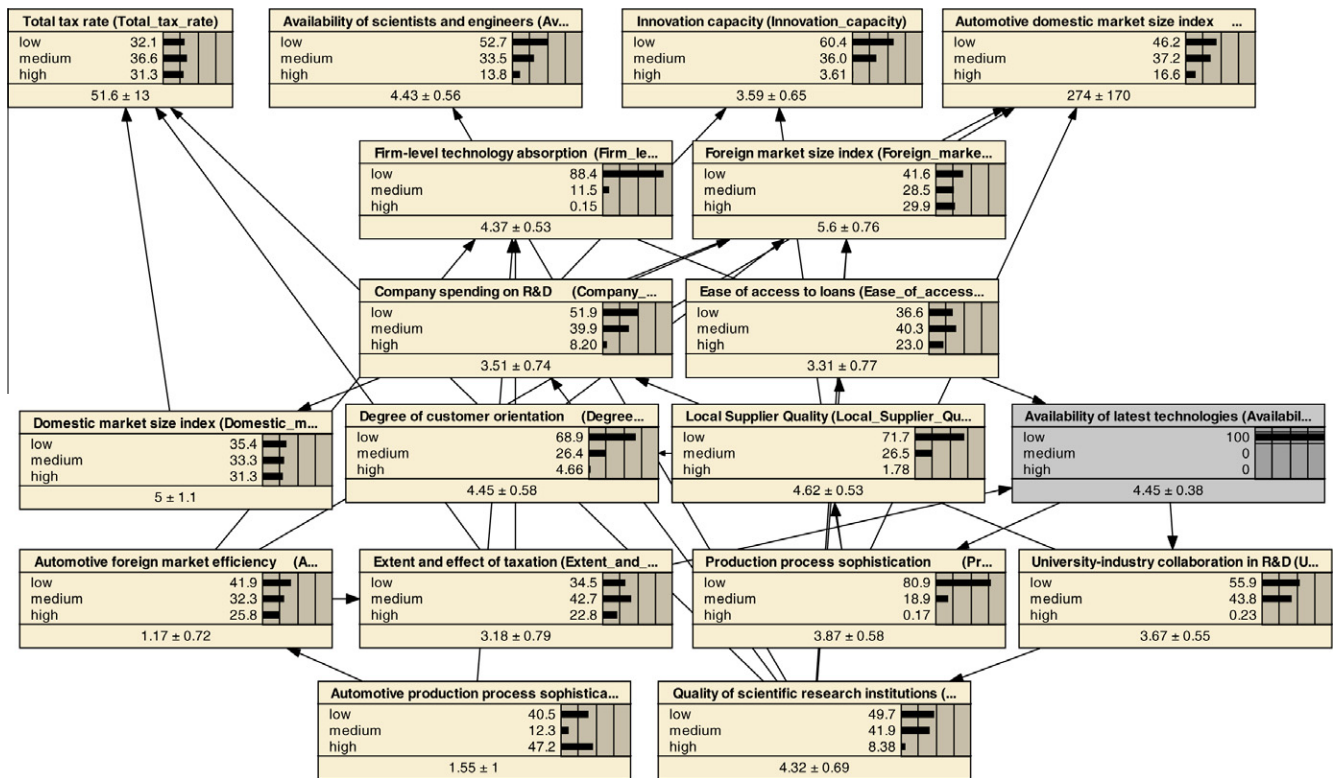 Total tax rate (Total_tax_rate)
low 32.1
medium 36.6
high 31.3
51.6 ± 13
Availability of scientists and engineers (Av...
low 52.7
medium 33.5
high 13.8
4.43 ± 0.56
Innovation capacity (Innovation_capacity)
low 60.4
medium 36.0
high 3.61
3.59 ± 0.65
Automotive domestic market size index ...
low 46.2
medium 37.2
high 16.6
274 ± 170
Firm-level technology absorption (Firm_le...
low 88.4
medium 11.5
high 0.15
4.37 ± 0.53
Foreign market size index (Foreign_marke...
low 41.6
medium 28.5
high 29.9
5.6 ± 0.76
Company spending on R&D (Company_...
low 51.9
medium 39.9
high 8.20
3.51 ± 0.74
Ease of access to loans (Ease_of_access...
low 36.6
medium 40.3
high 23.0
3.31 ± 0.77
Domestic market size index (Domestic_m...
low 35.4
medium 33.3
high 31.3
5 ± 1.1
Degree of customer orientation (Degree...
low 68.9
medium 26.4
high 4.66
4.45 ± 0.58
Local Supplier Quality (Local_Supplier_Qu...
low 71.7
medium 26.5
high 1.78
4.62 ± 0.53
Availability of latest technologies (Availabil...
low 100
medium 0
high 0
4.45 ± 0.38
Automotive foreign market efficiency (A...
low 41.9
medium 32.3
high 25.8
1.17 ± 0.72
Extent and effect of taxation (Extent_and_...
low 34.5
medium 42.7
high 22.8
3.18 ± 0.79
Production process sophistication (Pr...
low 80.9
medium 18.9
high 0.17
3.87 ± 0.58
University-industry collaboration in R&D (U...
low 55.9
medium 43.8
high 0.23
3.67 ± 0.55
Automotive production process sophistica...
low 40.5
medium 12.3
high 47.2
1.55 ± 1
Quality of scientific research institutions (...
low 49.7
medium 41.9
high 8.38
4.32 ± 0.69